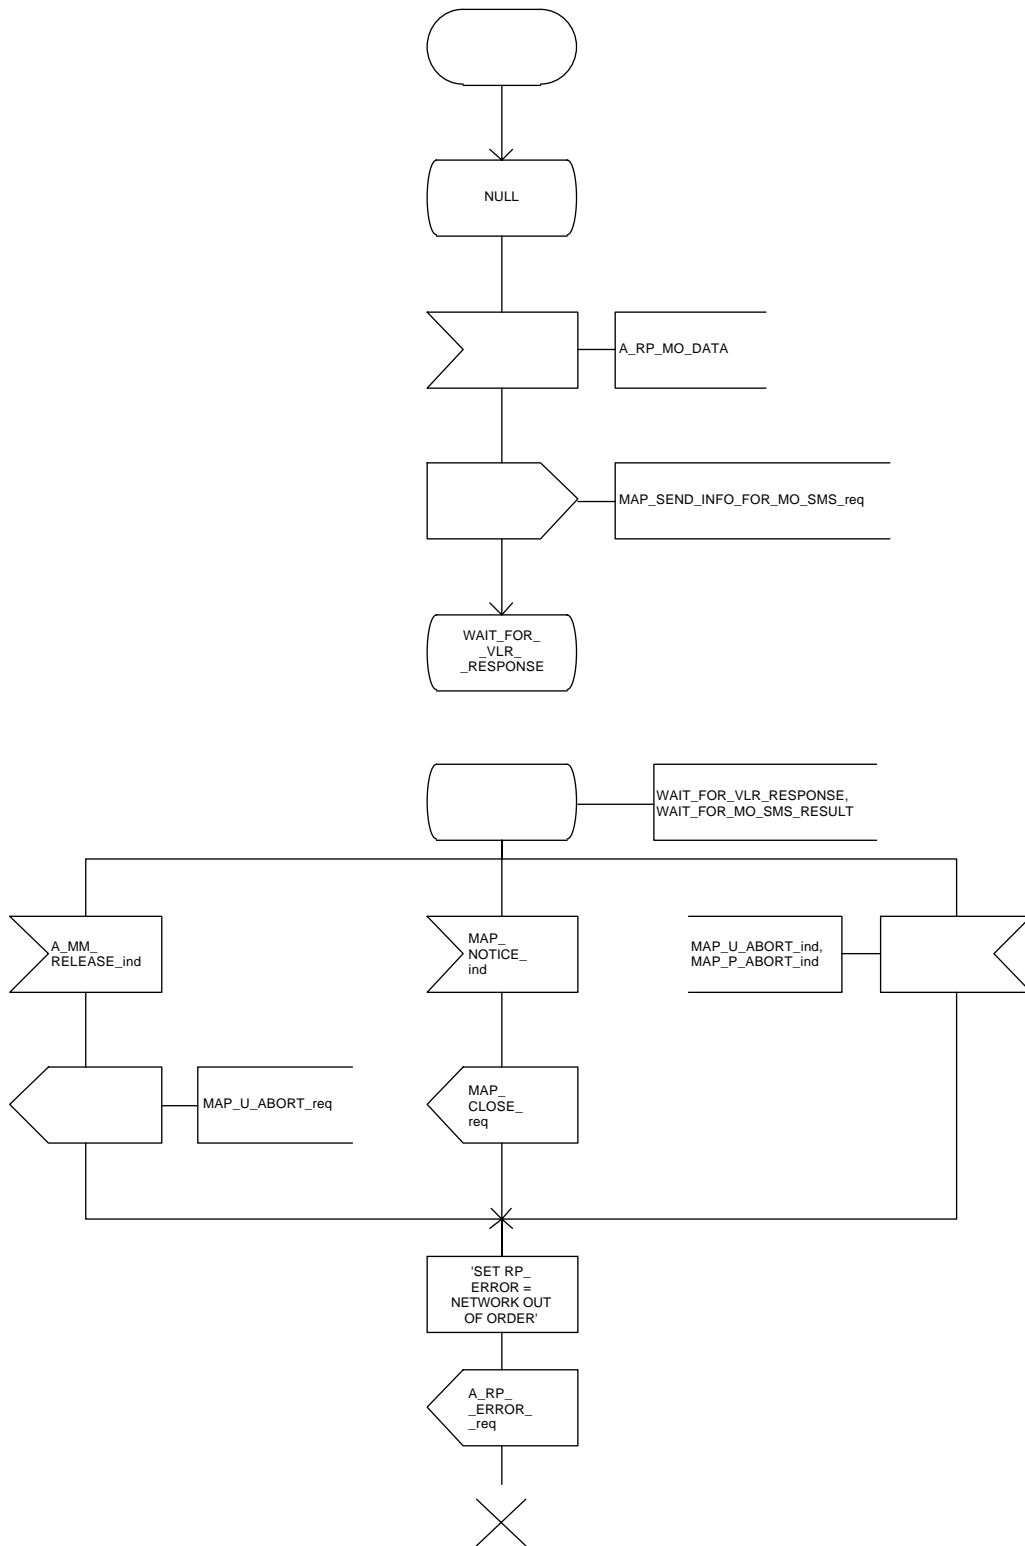 NULL
A_RP_MO_DATA
MAP_SEND_INFO_FOR_MO_SMS_req
WAIT_FOR_
_VLR_
_RESPONSE
WAIT_FOR_VLR_RESPONSE,
WAIT_FOR_MO_SMS_RESULT
A_MM_
RELEASE_ind
MAP_
NOTICE_
ind
MAP_U_ABORT_ind,
MAP_P_ABORT_ind
MAP_U_ABORT_req
MAP_
CLOSE_
req
'SET RP_
ERROR =
NETWORK OUT
OF ORDER'
A_RP_
_ERROR_
_req